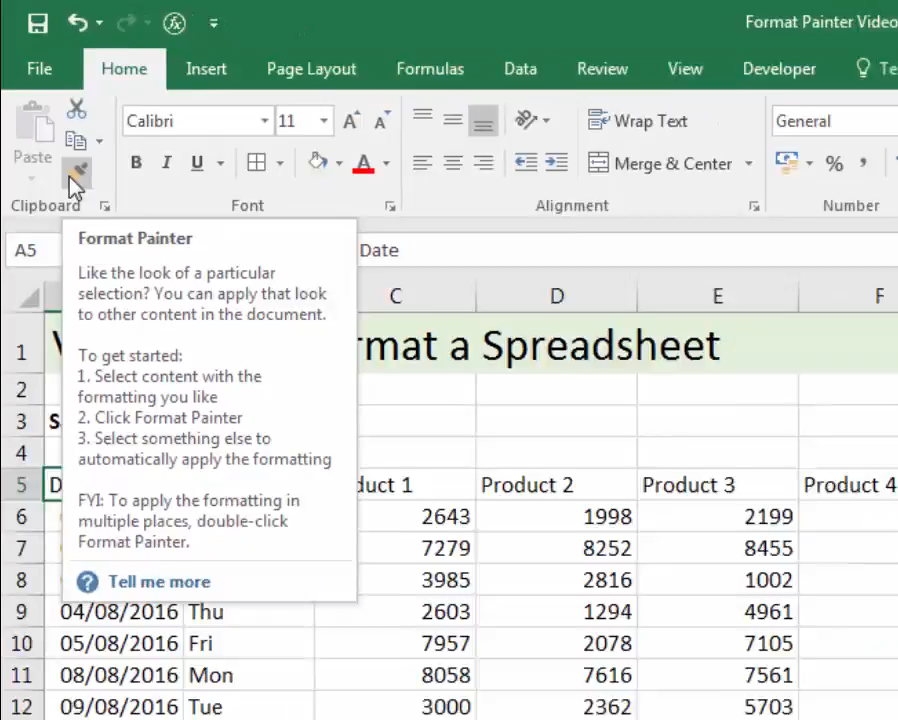 Format Painter Video
File Home Insert Page Layout Formulas Data Review View Developer
Paste
Calibri 11
Wrap Text
General
B I U A
Merge & Center
%
Clipboard Font Alignment Number
A5
Date
Format Painter
Like the look of a particular
selection? You can apply that look
to other content in the document.
To get started:
1. Select content with the
formatting you like
2. Click Format Painter
3. Select something else to
automatically apply the formatting
FYI: To apply the formatting in
multiple places, double-click
Format Painter.
Tell me more
C D E F
1 rmat a Spreadsheet
2
3 S
4
5 D duct 1 Product 2 Product 3 Product 4
6 2643 1998 2199
7 7279 8252 8455
8 3985 2816 1002
9 04/08/2016 Thu 2603 1294 4961
10 05/08/2016 Fri 7957 2078 7105
11 08/08/2016 Mon 8058 7616 7561
12 09/08/2016 Tue 3000 2362 5703